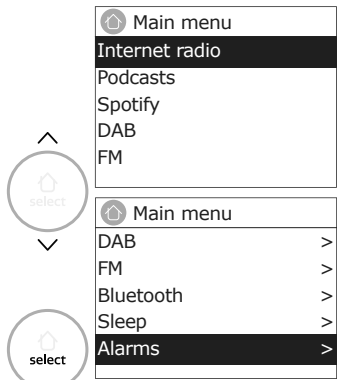 Main menu
Internet radio
Podcasts
Spotify
DAB
FM
select
Main menu
DAB >
FM >
Bluetooth >
Sleep >
Alarms >
select